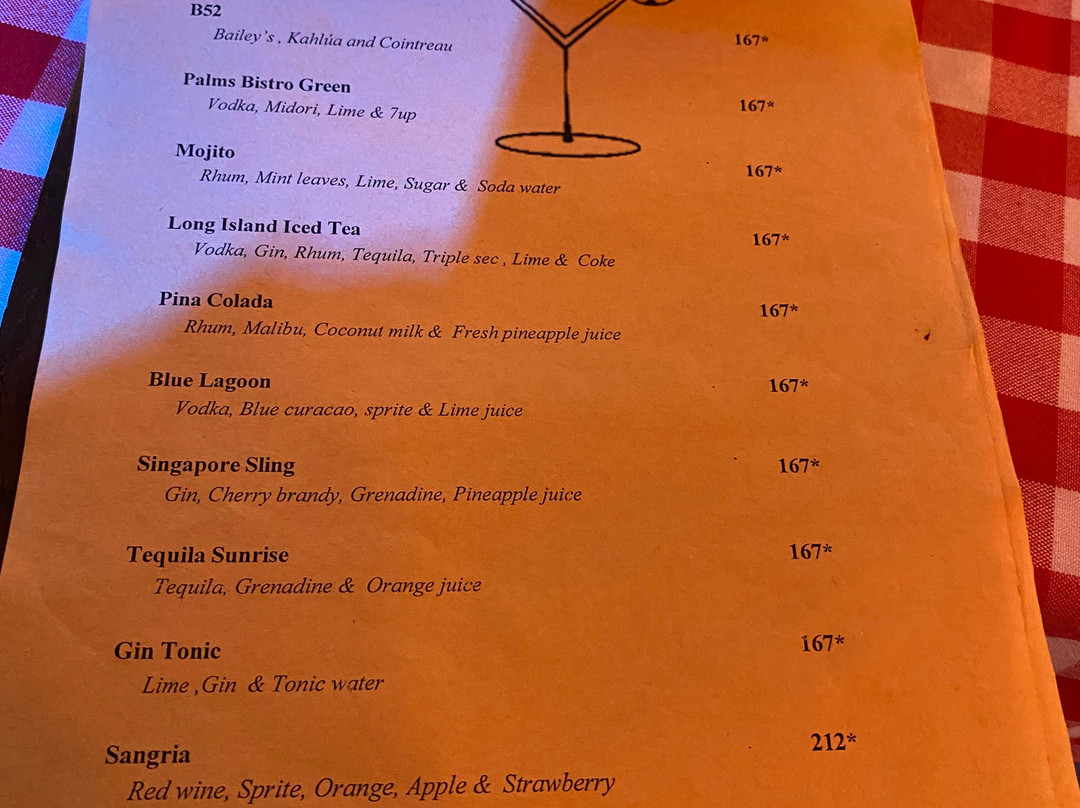 B52
Bailey's, Kahlúa and Cointreau 167*
Palms Bistro Green
Vodka, Midori, Lime & 7up 167*
Mojito 167*
Rhum, Mint leaves, Lime, Sugar & Soda water
Long Island Iced Tea 167*
Vodka, Gin, Rhum, Tequila, Triple sec , Lime & Coke
Pina Colada 167*
Rhum, Malibu, Coconut milk & Fresh pineapple juice
Blue Lagoon 167*
Vodka, Blue curacao, sprite & Lime juice
Singapore Sling 167*
Gin, Cherry brandy, Grenadine, Pineapple juice
Tequila Sunrise 167*
Tequila, Grenadine & Orange juice
Gin Tonic 167*
Lime ,Gin & Tonic water
Sangria 212*
Red wine, Sprite, Orange, Apple & Strawberry